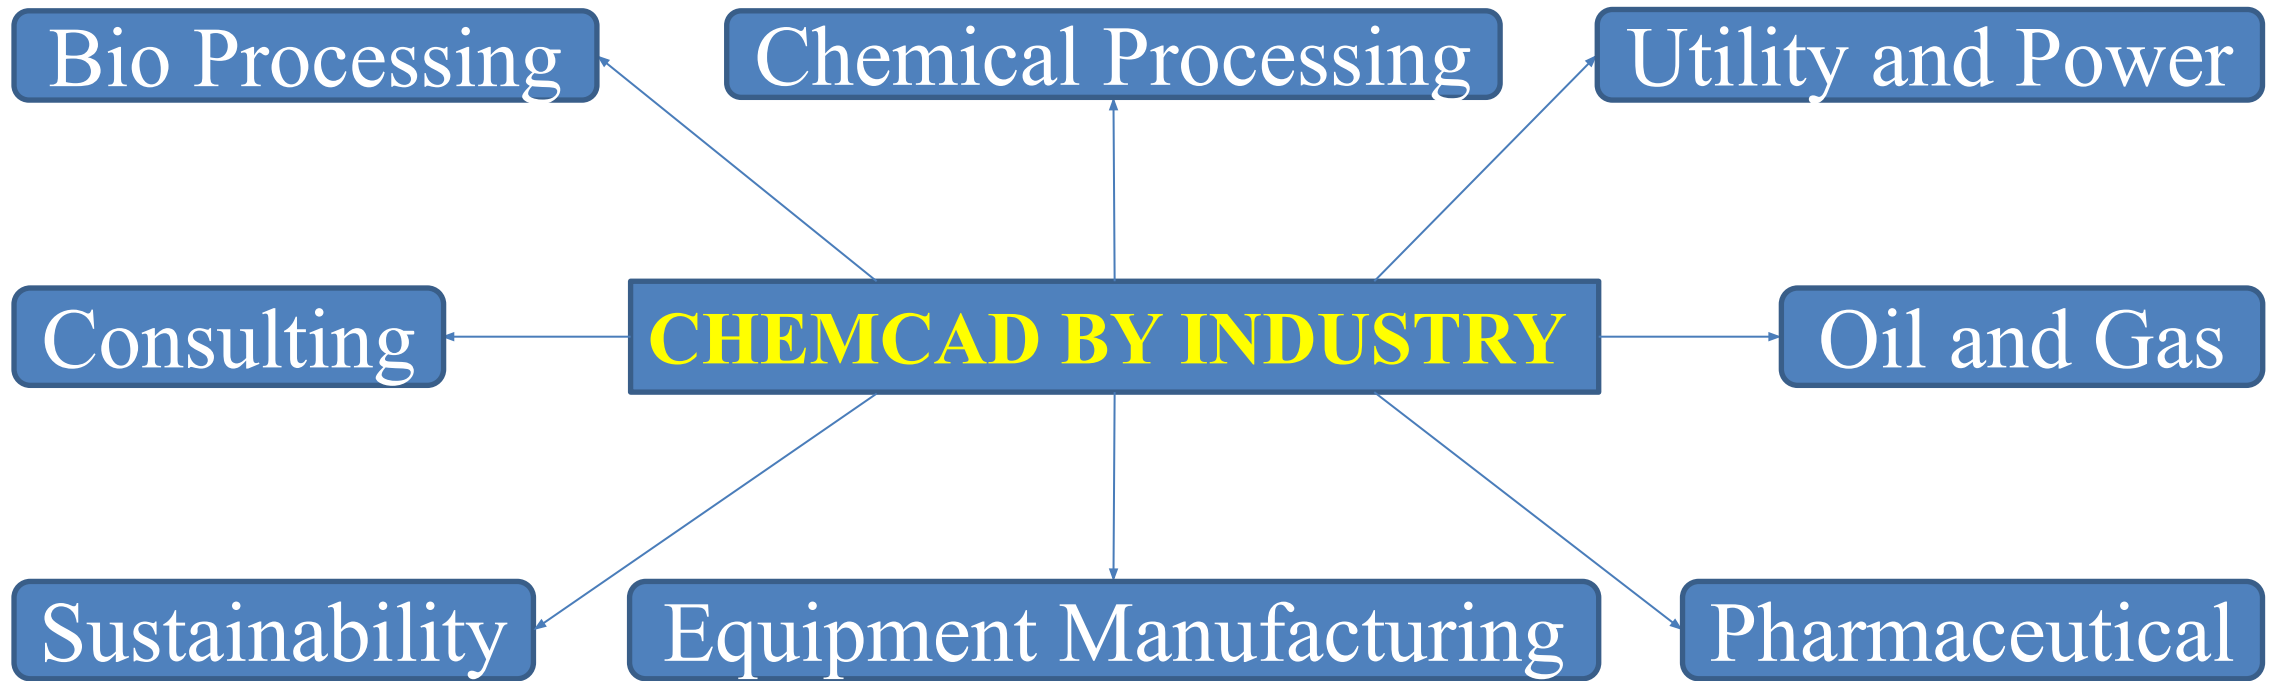 Bio Processing
Chemical Processing
Utility and Power
Consulting
CHEMCAD BY INDUSTRY
Oil and Gas
Sustainability
Equipment Manufacturing
Pharmaceutical